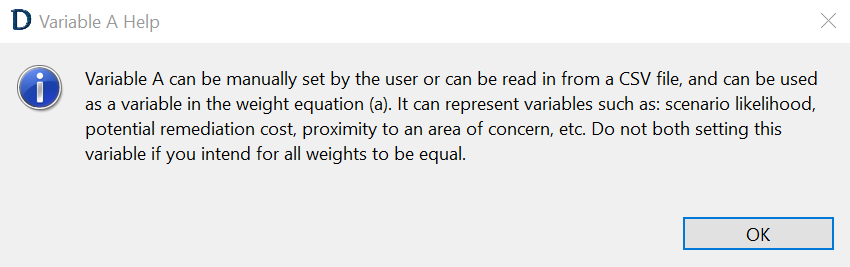 D Variable A Help
Variable A can be manually set by the user or can be read in from a CSV file, and can be used
as a variable in the weight equation (a). It can represent variables such as: scenario likelihood,
potential remediation cost, proximity to an area of concern, etc. Do not both setting this
variable if you intend for all weights to be equal.
OK